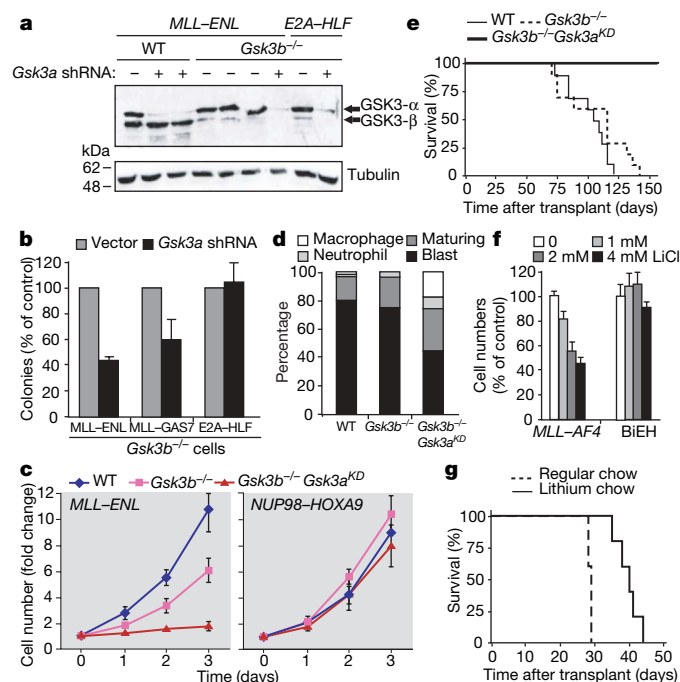 a
MLL–ENL
E2A–HLF
WT
Gsk3b–/–
Gsk3a shRNA:
– + + – – – + – +
GSK3-α
GSK3-β
kDa
62
48
Tubulin
b
Vector
Gsk3a shRNA
Colonies (% of control)
120
100
80
60
40
20
0
MLL–ENL MLL–GAS7 E2A–HLF
Gsk3b–/– cells
c
WT
Gsk3b–/–
Gsk3b–/– Gsk3aKD
Cell number (fold change)
12
10
8
6
4
2
0
MLL–ENL
NUP98–HOXA9
0 1 2 3
0 1 2 3
Time (days)
d
Macrophage
Maturing
Neutrophil
Blast
Percentage
100
80
60
40
20
0
WT
Gsk3b–/–
Gsk3b–/–
Gsk3aKD
e
WT
Gsk3b–/–
Gsk3b–/–Gsk3aKD
Survival (%)
100
75
50
25
0
0 25 50 75 100 125 150
Time after transplant (days)
f
0
1 mM
2 mM
4 mM LiCl
Cell numbers
(% of control)
120
100
80
60
40
20
0
MLL–AF4
BiEH
g
Regular chow
Lithium chow
Survival (%)
100
75
50
25
0
0 10 20 30 40 50
Time after transplant (days)